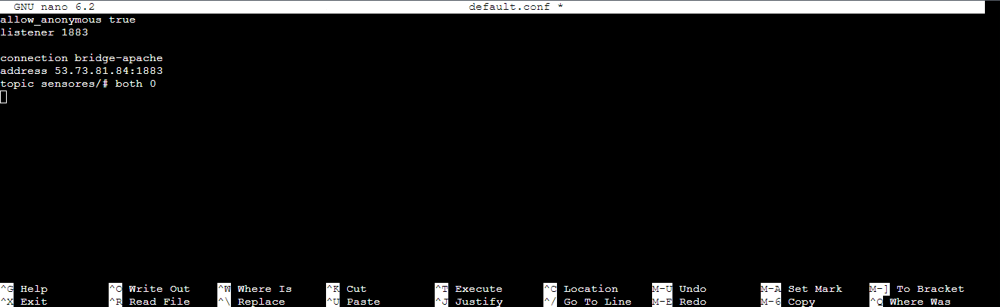 GNU nano 6.2 default.conf *
allow_anonymous true
listener 1883
connection bridge-apache
address 53.73.81.84:1883
topic sensores/# both 0
^G Help ^O Write Out ^W Where Is ^K Cut ^T Execute ^C Location M-U Undo M-A Set Mark M-] To Bracket
^X Exit ^R Read File ^\ Replace ^U Paste ^J Justify ^/ Go To Line M-E Redo M-6 Copy ^Q Where Was